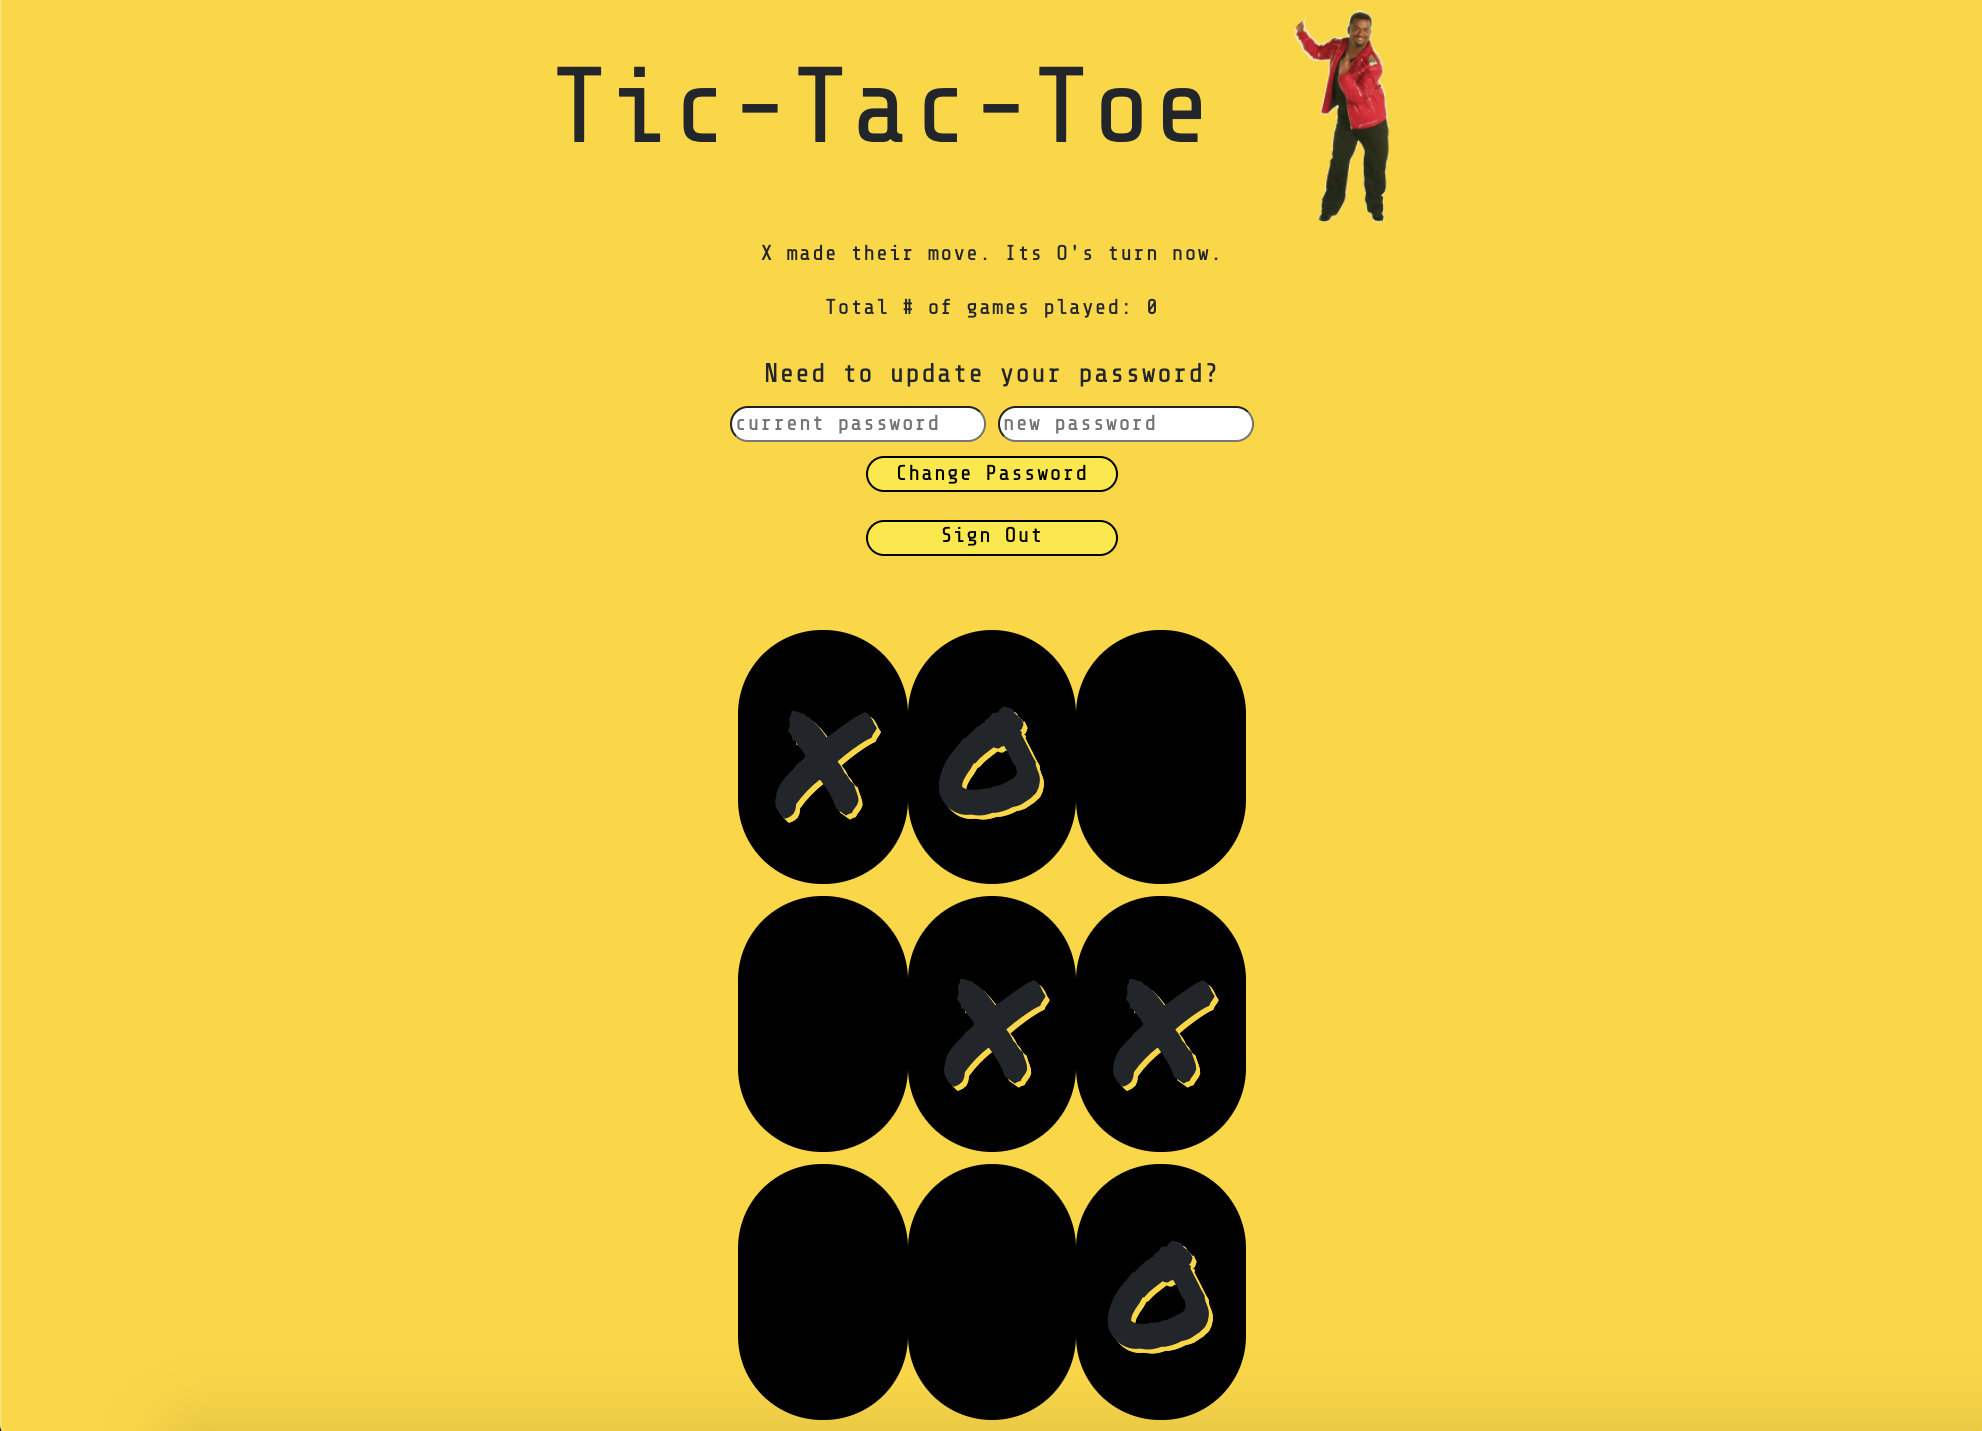 Tic-Tac-Toe
X made their move. Its O's turn now.
Total # of games played: 0
Need to update your password?
current password new password
Change Password
Sign Out
X O
X X
O